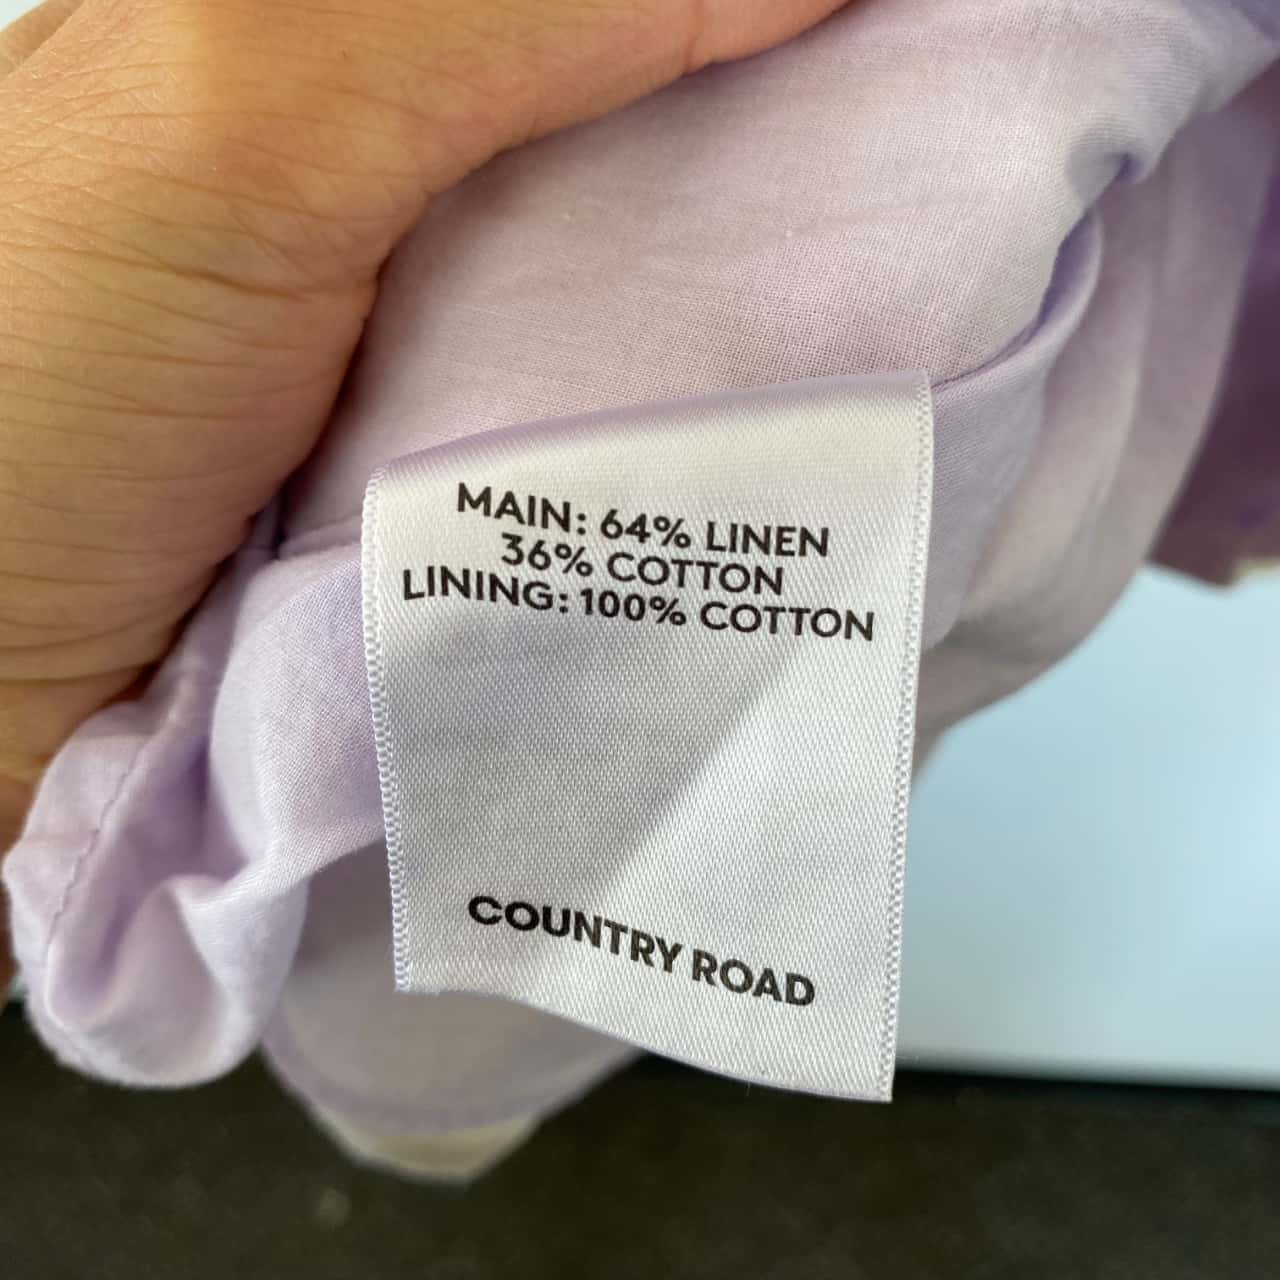 MAIN: 64% LINEN
36% COTTON
LINING: 100% COTTON
COUNTRY ROAD